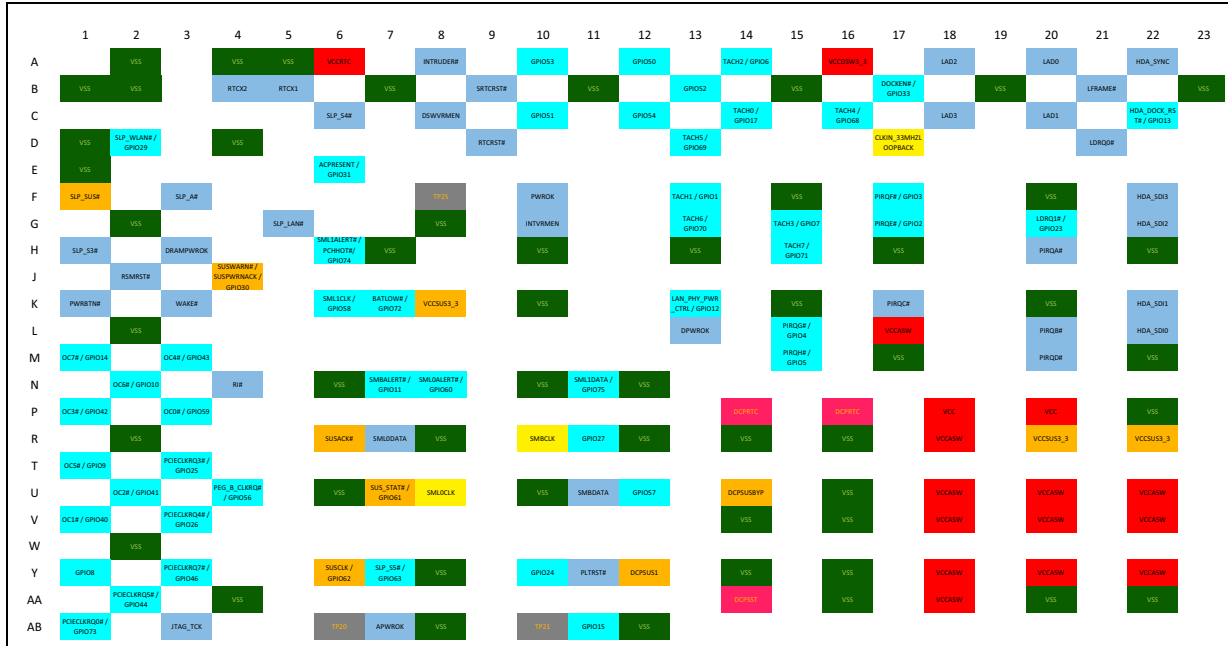 1 2 3 4 5 6 7 8 9 10 11 12 13 14 15 16 17 18 19 20 21 22 23
A VSS VSS VSS VCCRTC INTRUDER# GPIO53 GPIO50 TACH2 / GPIO6 VCCDSW3_3 LAD2 LAD0 HDA_SYNC
B VSS VSS RTCX2 RTCX1 VSS SRTCRST# VSS GPIO52 VSS DOCKEN# / GPIO33 VSS LFRAME# VSS
C SLP_S4# DSWVRMEN GPIO51 GPIO54 TACH0 / GPIO17 TACH4 / GPIO68 LAD3 LAD1 HDA_DOCK_RST# / GPIO13
D VSS SLP_WLAN# / GPIO29 VSS RTCRST# TACH5 / GPIO69 CLKIN_33MHZLOOPBACK LDRQ0#
E VSS ACPRESENT / GPIO31
F SLP_SUS# SLP_A# TP25 PWROK TACH1 / GPIO1 VSS PIRQF# / GPIO3 VSS HDA_SDI3
G VSS SLP_LAN# VSS INTVRMEN TACH6 / GPIO70 TACH3 / GPIO7 PIRQE# / GPIO2 LDRQ1# / GPIO23 HDA_SDI2
H SLP_S3# DRAMPWROK SML1ALERT# / PCHHOT# / GPIO74 VSS VSS VSS TACH7 / GPIO71 VSS PIRQA# VSS
J RSMRST# SUSWARN# / SUSPWRNACK / GPIO30
K PWRBTN# WAKE# SML1CLK / GPIO58 BATLOW# / GPIO72 VCCSUS3_3 VSS LAN_PHY_PWR_CTRL / GPIO12 VSS PIRQC# VSS HDA_SDI1
L VSS DPWROK PIRQG# / GPIO4 VCCASW PIRQB# HDA_SDI0
M OC7# / GPIO14 OC4# / GPIO43 PIRQH# / GPIO5 VSS PIRQD# VSS
N OC6# / GPIO10 RI# VSS SMBALERT# / GPIO11 SML0ALERT# / GPIO60 VSS SML1DATA / GPIO75 VSS
P OC3# / GPIO42 OC0# / GPIO59 DCPRTC DCPRTC VCC VCC VSS
R VSS SUSACK# SML0DATA VSS SMBCLK GPIO27 VSS VSS VSS VCCASW VCCSUS3_3 VCCSUS3_3
T OC5# / GPIO9 PCIECLKRQ3# / GPIO25
U OC2# / GPIO41 PEG_B_CLKRQ# / GPIO56 VSS SUS_STAT# / GPIO61 SML0CLK VSS SMBDATA GPIO57 DCPSUSBYP VSS VCCASW VCCASW VCCASW
V OC1# / GPIO40 PCIECLKRQ4# / GPIO26 VSS VSS VCCASW VCCASW VCCASW
W VSS
Y GPIO8 PCIECLKRQ7# / GPIO46 SUSCLK / GPIO62 SLP_S5# / GPIO63 VSS GPIO24 PLTRST# DCPSUS1 VSS VSS VCCASW VCCASW VCCASW
AA PCIECLKRQ5# / GPIO44 VSS DCPSST VSS VCCASW VSS VSS
AB PCIECLKRQ0# / GPIO73 JTAG_TCK TP20 APWROK VSS TP21 GPIO15 VSS